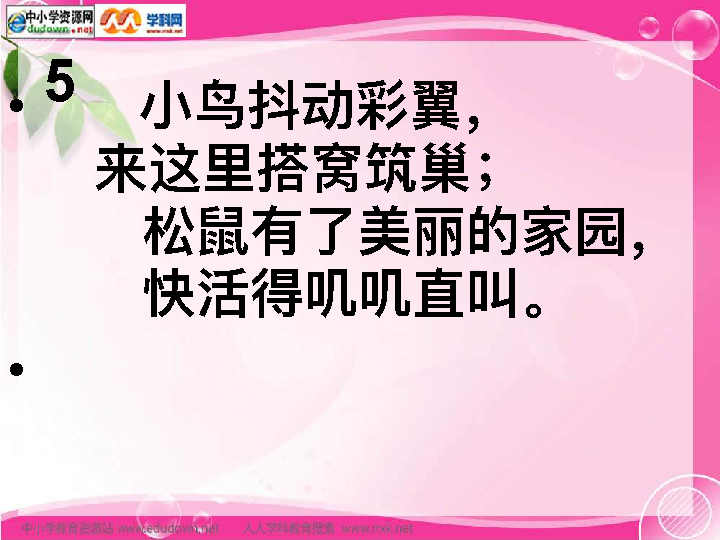 中小学资源网
dudown.net
学科网
www.nrxk.net
5
小鸟抖动彩翼，
来这里搭窝筑巢；
松鼠有了美丽的家园，
快活得叽叽直叫。
中小学教育资源站 www.edudown.net 人人学科教育搜索 www.nrxk.net